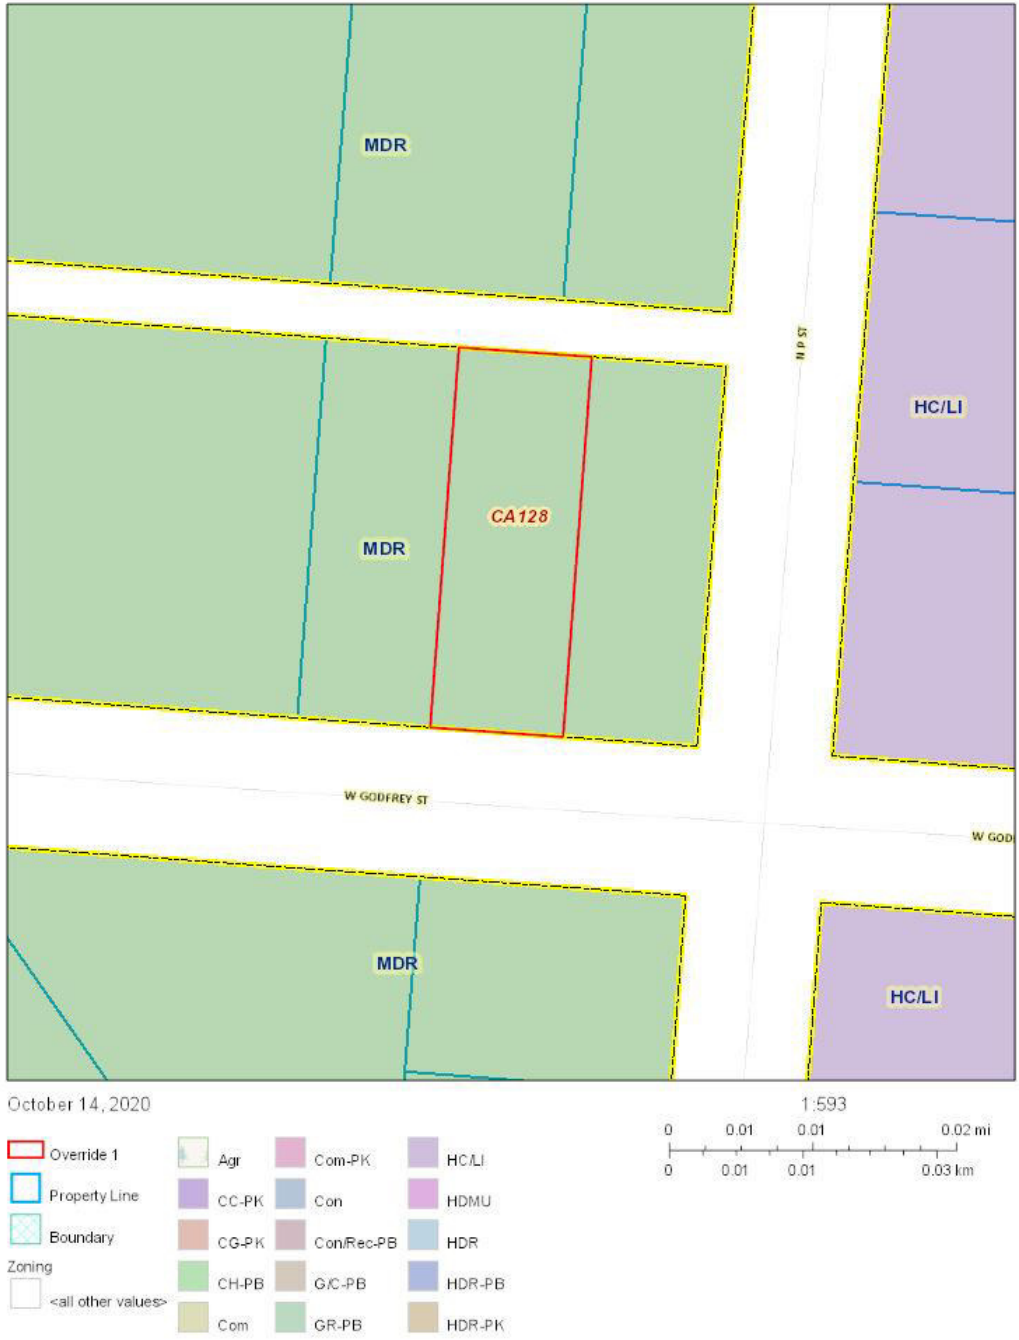 MDR
N P ST
HC/LI
CA128
MDR
W GODFREY ST
W GOD
MDR
HC/LI
October 14, 2020
1:593
0 0.01 0.01 0.02 mi
0 0.01 0.01 0.03 km
Override 1
Property Line
Boundary
Zoning
<all other values>
Agr
CC-PK
CG-PK
CH-PB
Com
Com-PK
Con
Con/Rec-PB
G/C-PB
GR-PB
HC/LI
HDMU
HDR
HDR-PB
HDR-PK